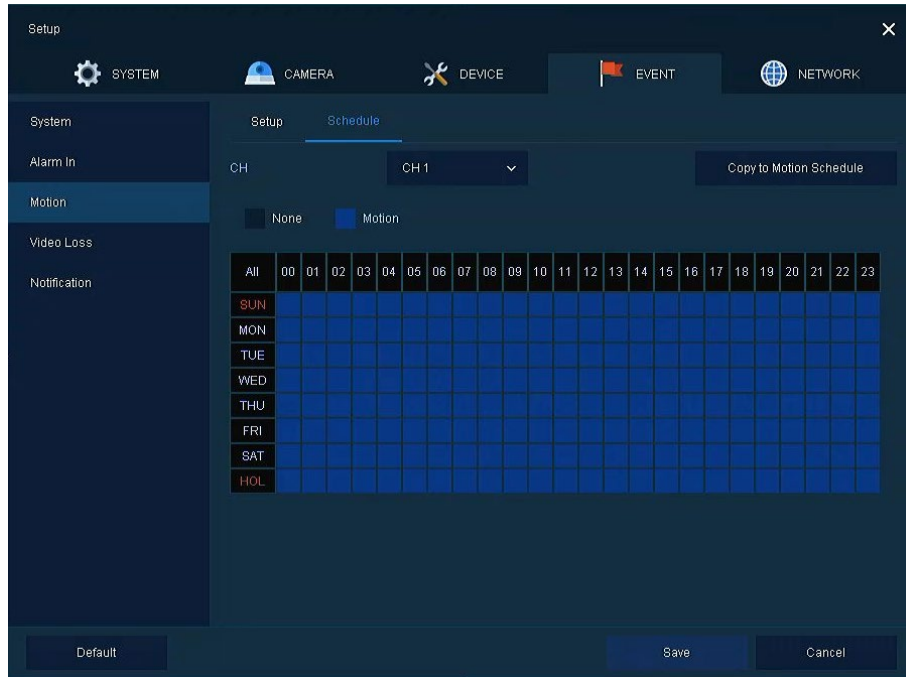 Setup
SYSTEM CAMERA DEVICE EVENT NETWORK
System
Alarm In
Motion
Video Loss
Notification
Setup Schedule
CH CH 1 Copy to Motion Schedule
None Motion
All 00 01 02 03 04 05 06 07 08 09 10 11 12 13 14 15 16 17 18 19 20 21 22 23
SUN
MON
TUE
WED
THU
FRI
SAT
HOL
Default Save Cancel